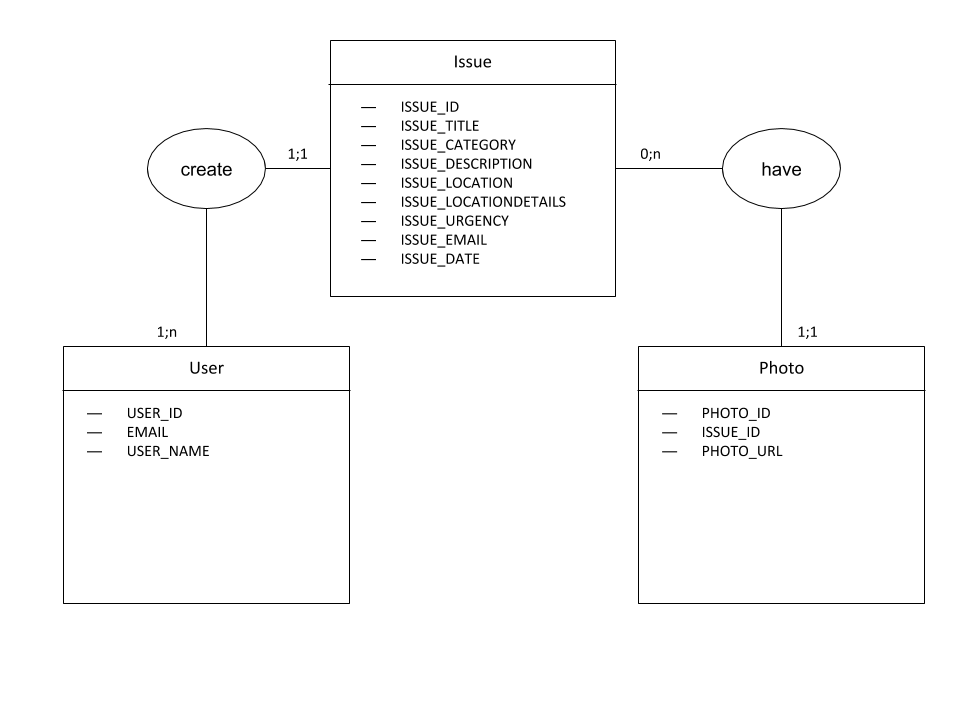 Issue
— ISSUE_ID
— ISSUE_TITLE
— ISSUE_CATEGORY
— ISSUE_DESCRIPTION
— ISSUE_LOCATION
— ISSUE_LOCATIONDETAILS
— ISSUE_URGENCY
— ISSUE_EMAIL
— ISSUE_DATE
create
1;1
0;n
have
1;n
1;1
User
— USER_ID
— EMAIL
— USER_NAME
Photo
— PHOTO_ID
— ISSUE_ID
— PHOTO_URL